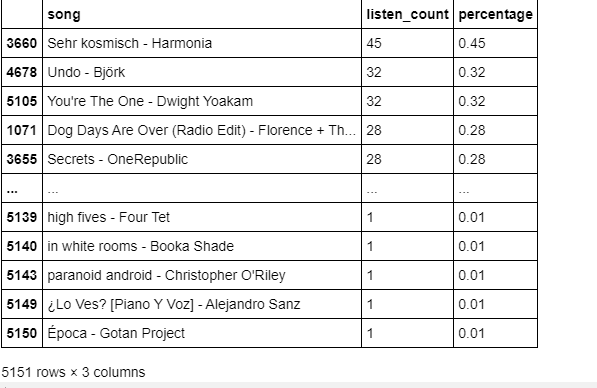 song listen_count percentage
3660 Sehr kosmisch - Harmonia 45 0.45
4678 Undo - Björk 32 0.32
5105 You're The One - Dwight Yoakam 32 0.32
1071 Dog Days Are Over (Radio Edit) - Florence + Th... 28 0.28
3655 Secrets - OneRepublic 28 0.28
... ... ... ...
5139 high fives - Four Tet 1 0.01
5140 in white rooms - Booka Shade 1 0.01
5143 paranoid android - Christopher O'Riley 1 0.01
5149 ¿Lo Ves? [Piano Y Voz] - Alejandro Sanz 1 0.01
5150 Época - Gotan Project 1 0.01
5151 rows × 3 columns